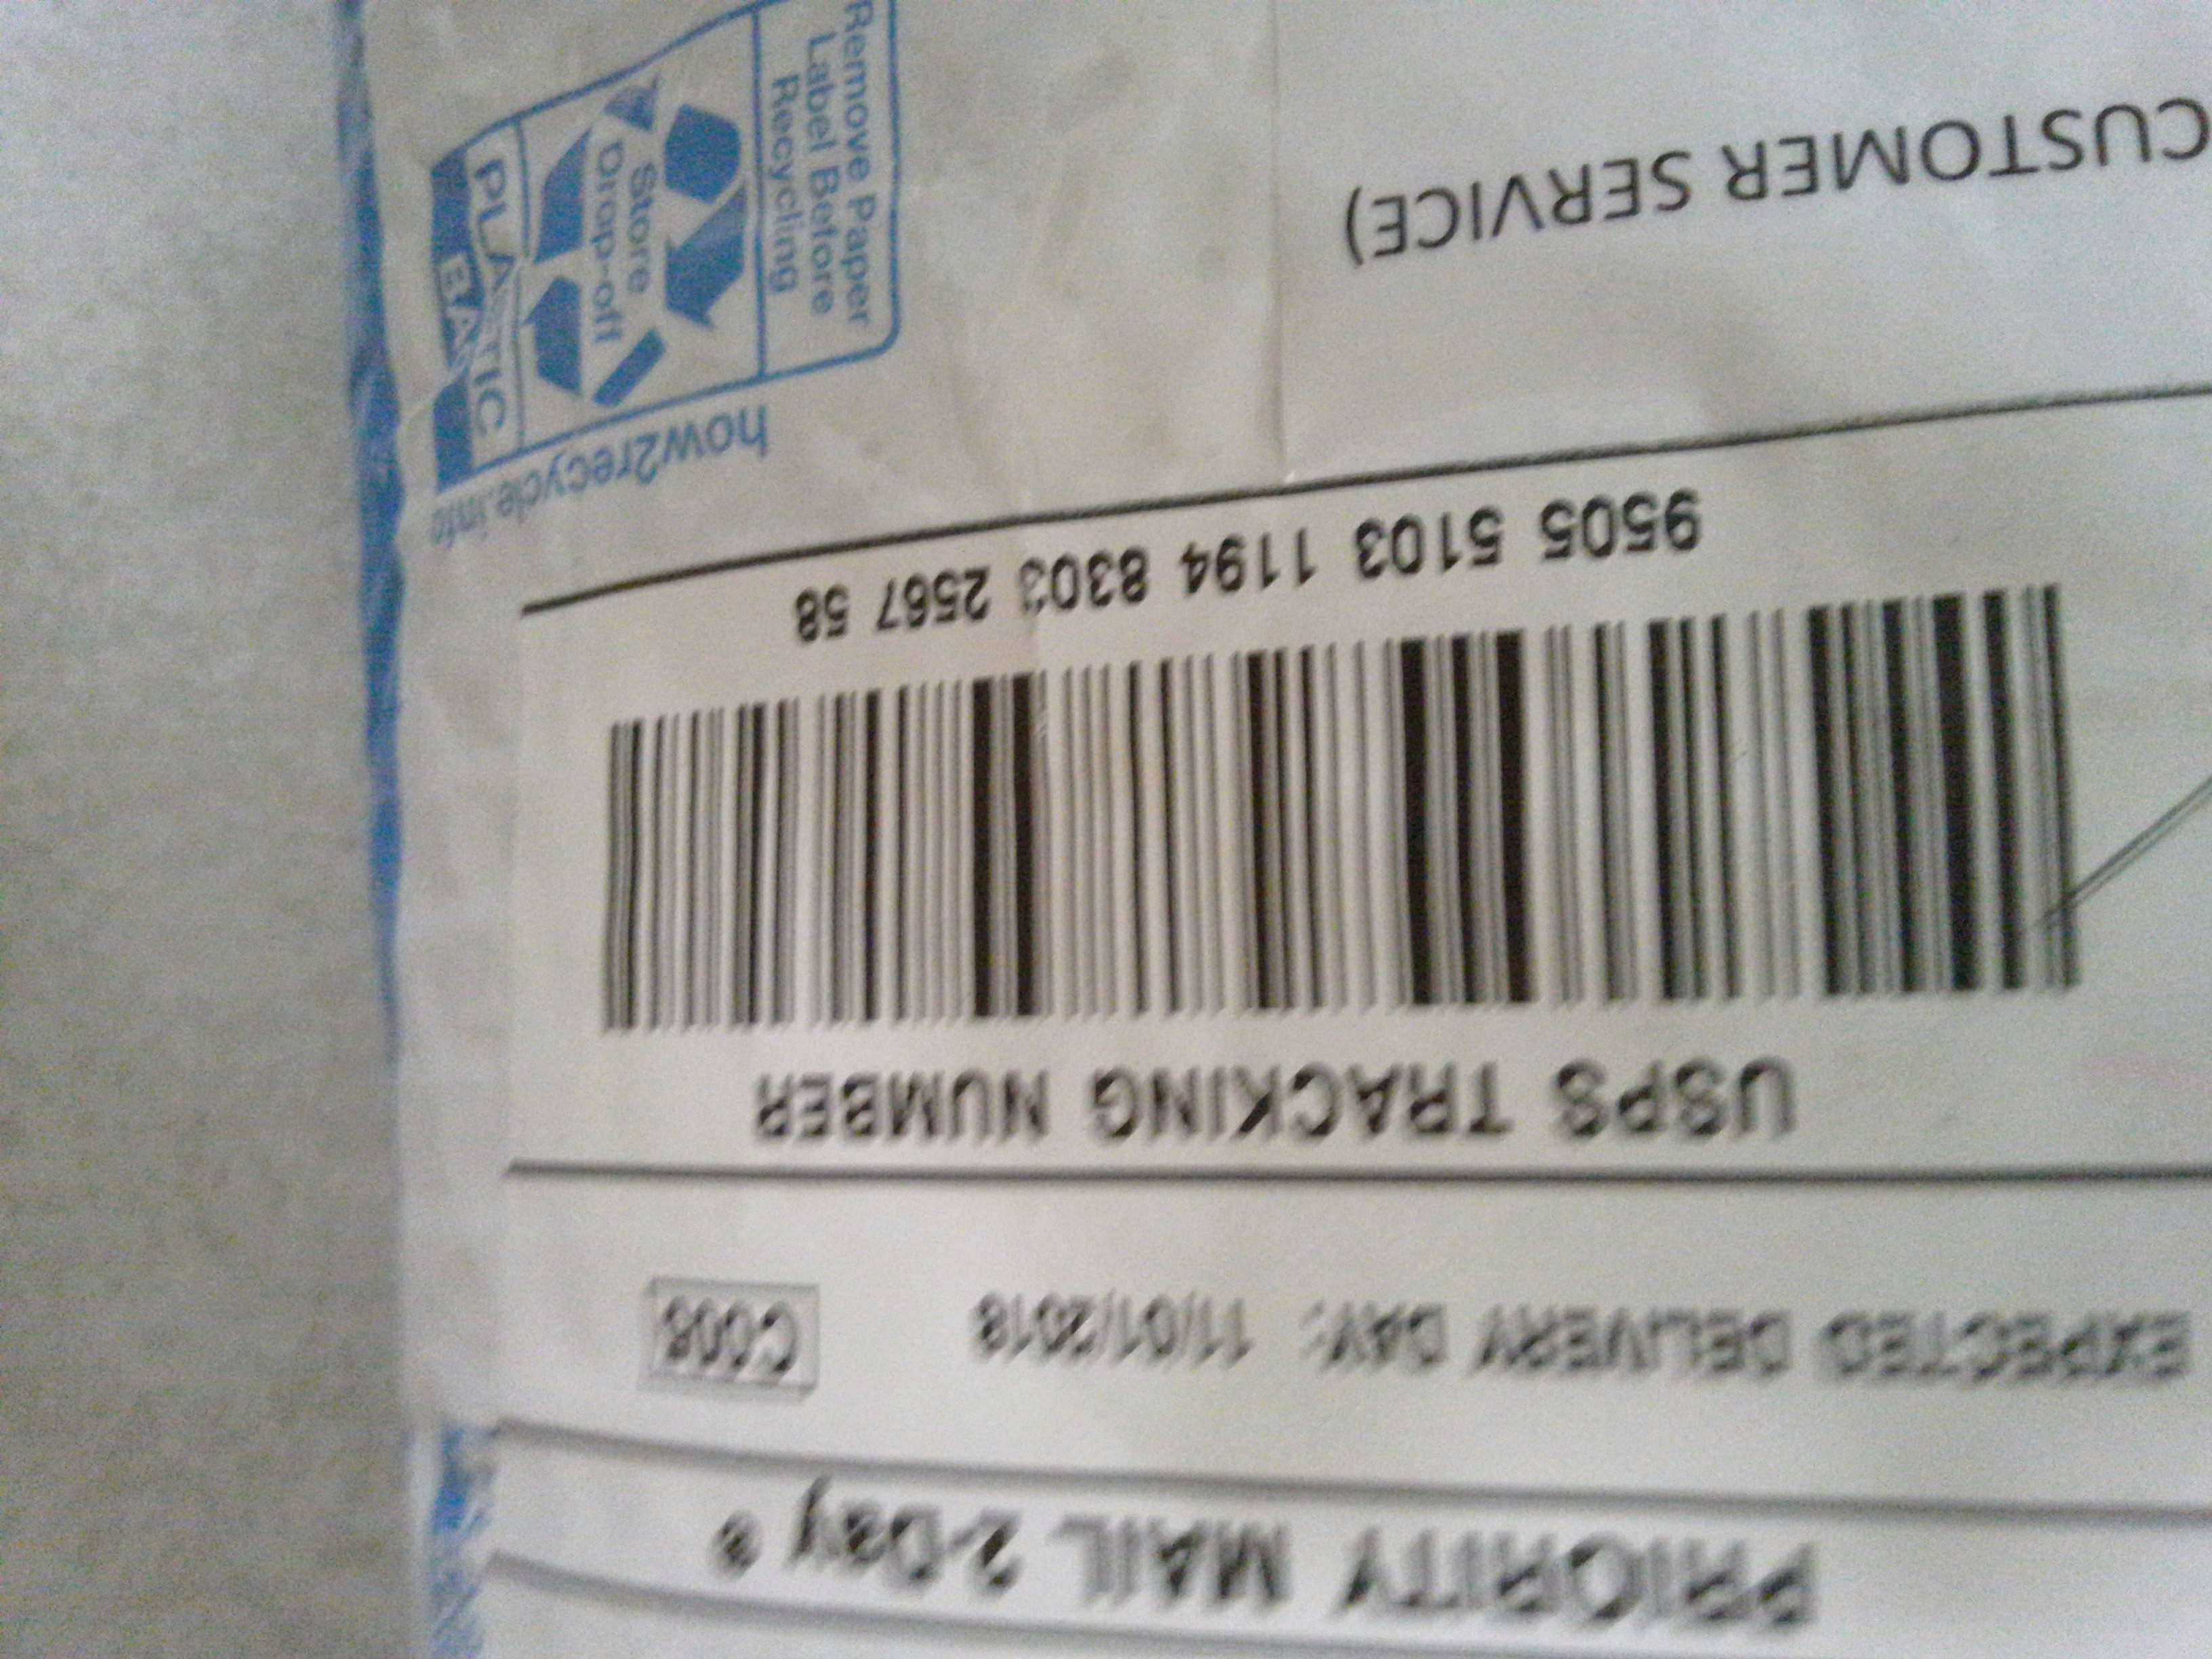 PRIORITY MAIL 2-Day ®
EXPECTED DELIVERY DAY: 11/01/2018
C008
USPS TRACKING NUMBER
9505 5103 1194 8303 2567 58
CUSTOMER SERVICE)
how2recycle.info
Remove Paper
Label Before
Recycling
Store
Drop-off
PLASTIC